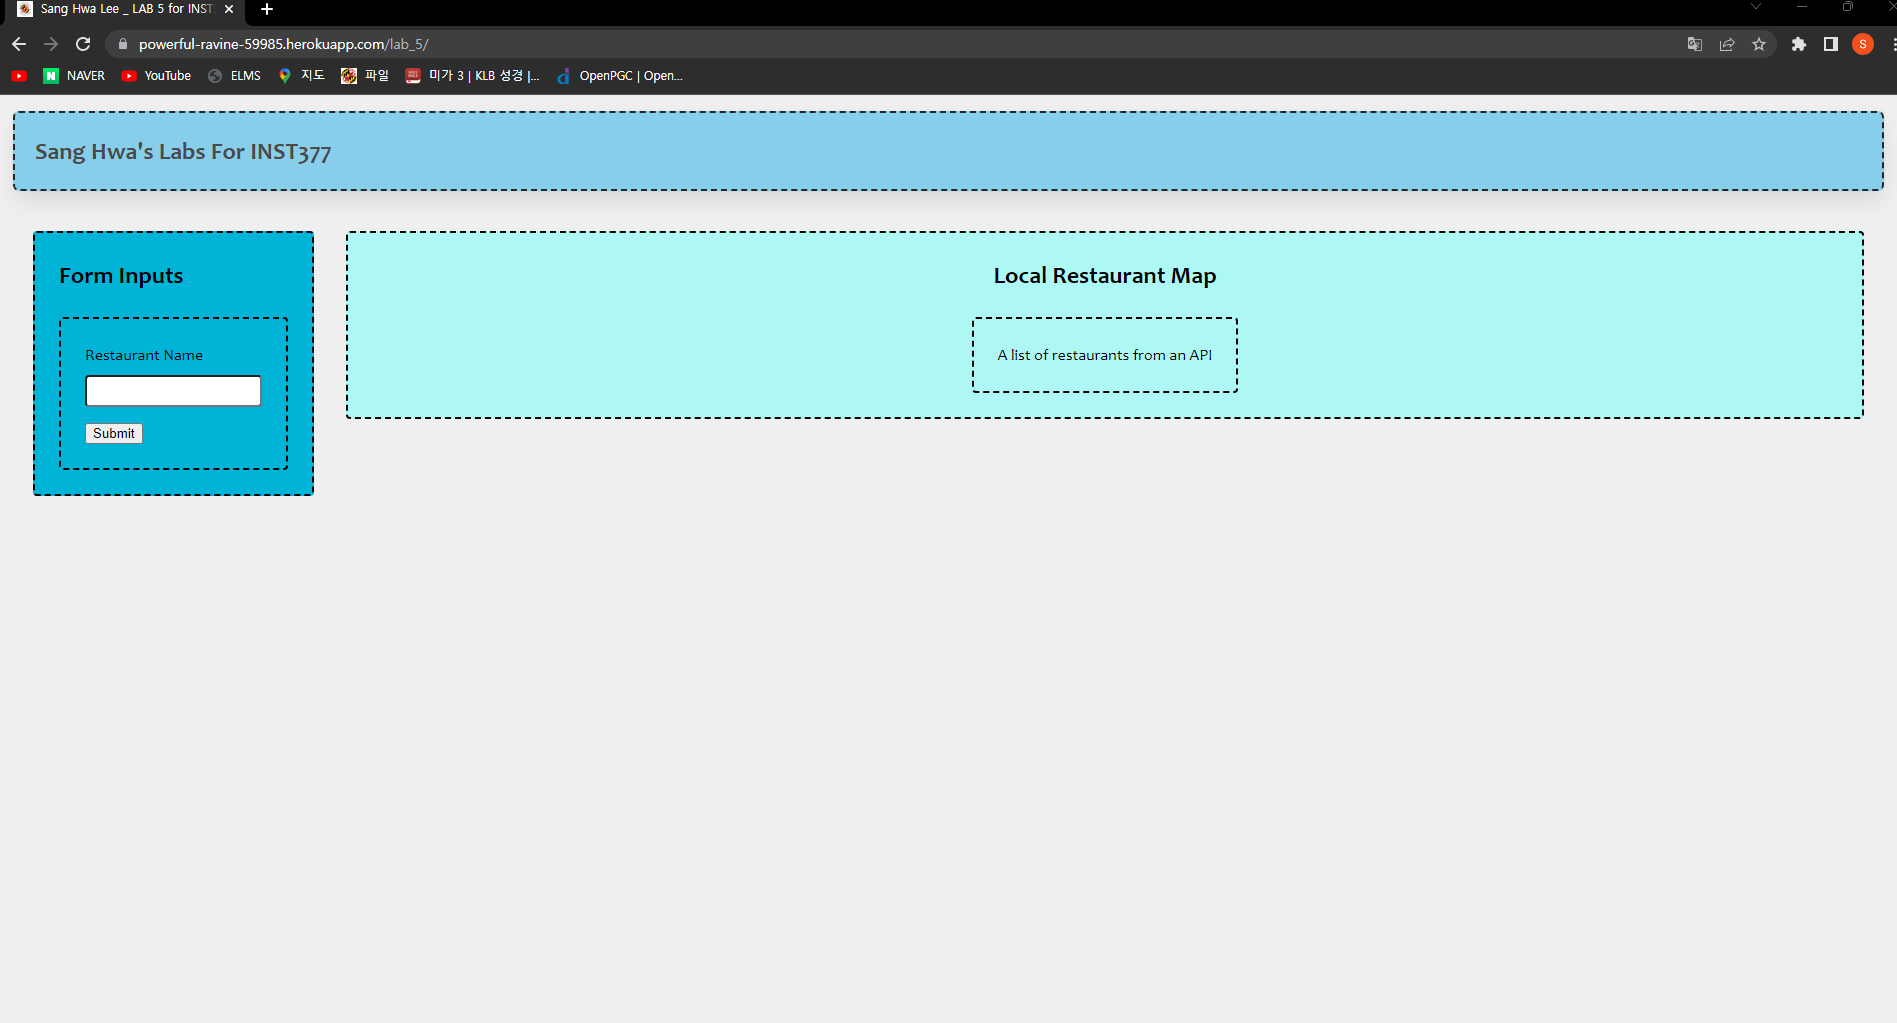 Sang Hwa Lee _ LAB 5 for INST
powerful-ravine-59985.herokuapp.com/lab_5/
S
N NAVER YouTube ELMS 지도 파일 미가 3 | KLB 성경 |... OpenPGC | Open...
Sang Hwa's Labs For INST377
Form Inputs
Restaurant Name
Submit
Local Restaurant Map
A list of restaurants from an API